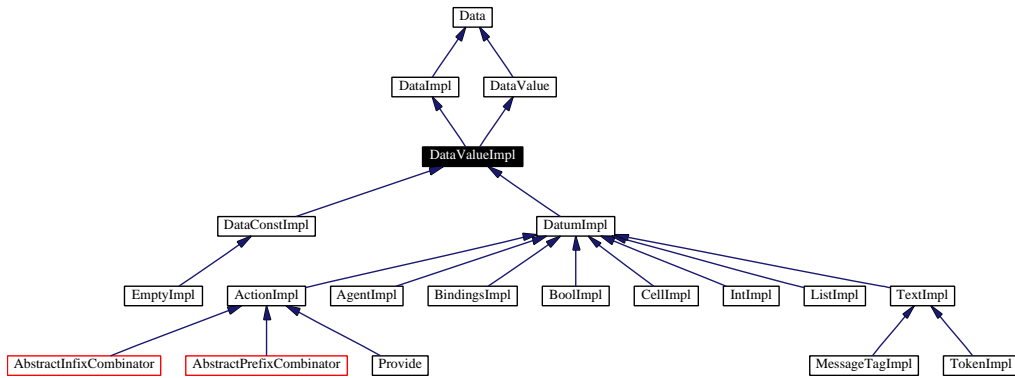 Data
DataImpl
DataValue
DataValueImpl
DataConstImpl
DatumImpl
EmptyImpl
ActionImpl
AgentImpl
BindingsImpl
BoolImpl
CellImpl
IntImpl
ListImpl
TextImpl
AbstractInfixCombinator
AbstractPrefixCombinator
Provide
MessageTagImpl
TokenImpl